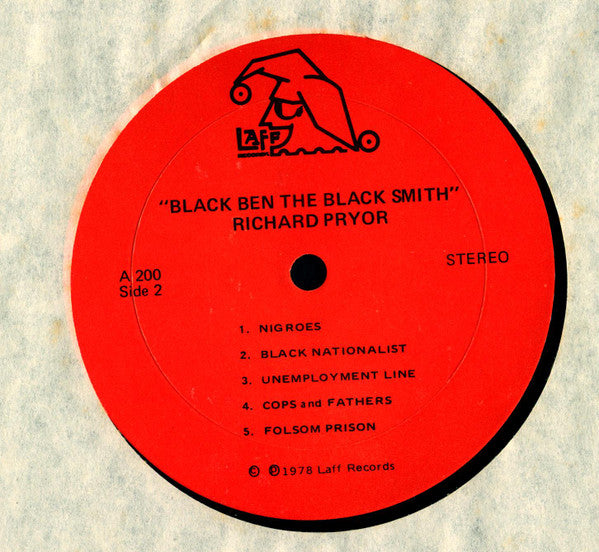 LAFF
"BLACK BEN THE BLACK SMITH"
RICHARD PRYOR
A 200
Side 2
STEREO
1. NIGROES
2. BLACK NATIONALIST
3. UNEMPLOYMENT LINE
4. COPS and FATHERS
5. FOLSOM PRISON
© ℗ 1978 Laff Records